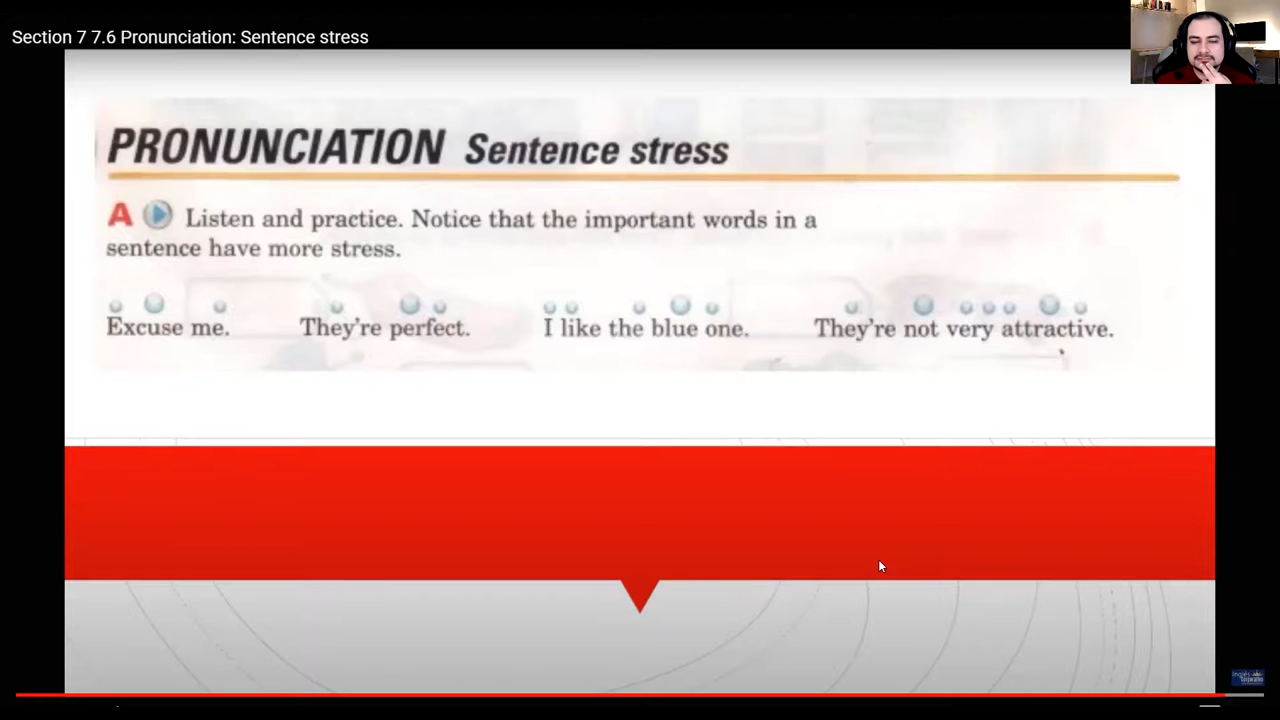 Section 7 7.6 Pronunciation: Sentence stress
PRONUNCIATION Sentence stress
A Listen and practice. Notice that the important words in a
sentence have more stress.
Excuse me. They're perfect. I like the blue one. They're not very attractive.